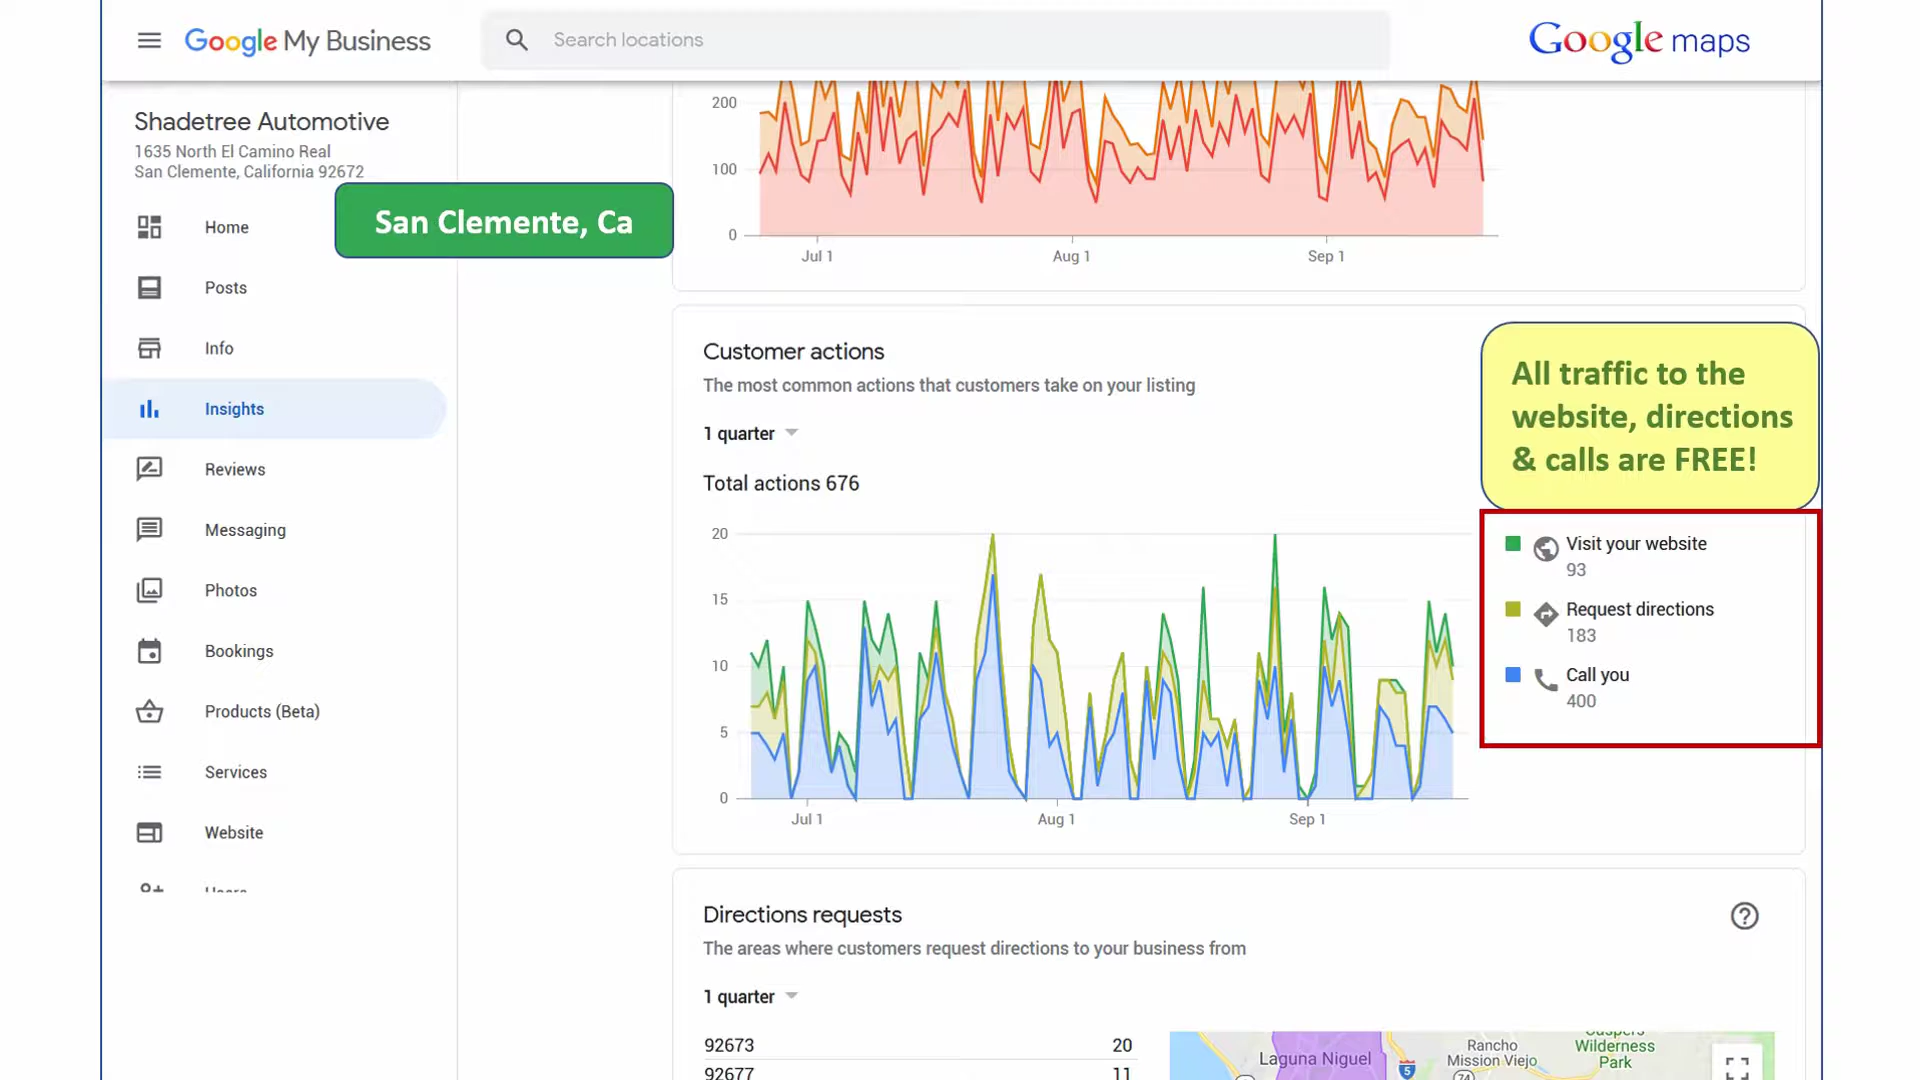 Google My Business
Search locations
Google maps
Shadetree Automotive
1635 North El Camino Real
San Clemente, California 92672
San Clemente, Ca
Home
Posts
Info
Insights
Reviews
Messaging
Photos
Bookings
Products (Beta)
Services
Website
Users
200
100
0
Jul 1
Aug 1
Sep 1
Customer actions
The most common actions that customers take on your listing
1 quarter
Total actions 676
20
15
10
5
0
Jul 1
Aug 1
Sep 1
All traffic to the
website, directions
& calls are FREE!
Visit your website
93
Request directions
183
Call you
400
Directions requests
The areas where customers request directions to your business from
1 quarter
92673 20
92677 11
Laguna Niguel
5
Rancho
Mission Viejo
74
Caspers
Wilderness
Park